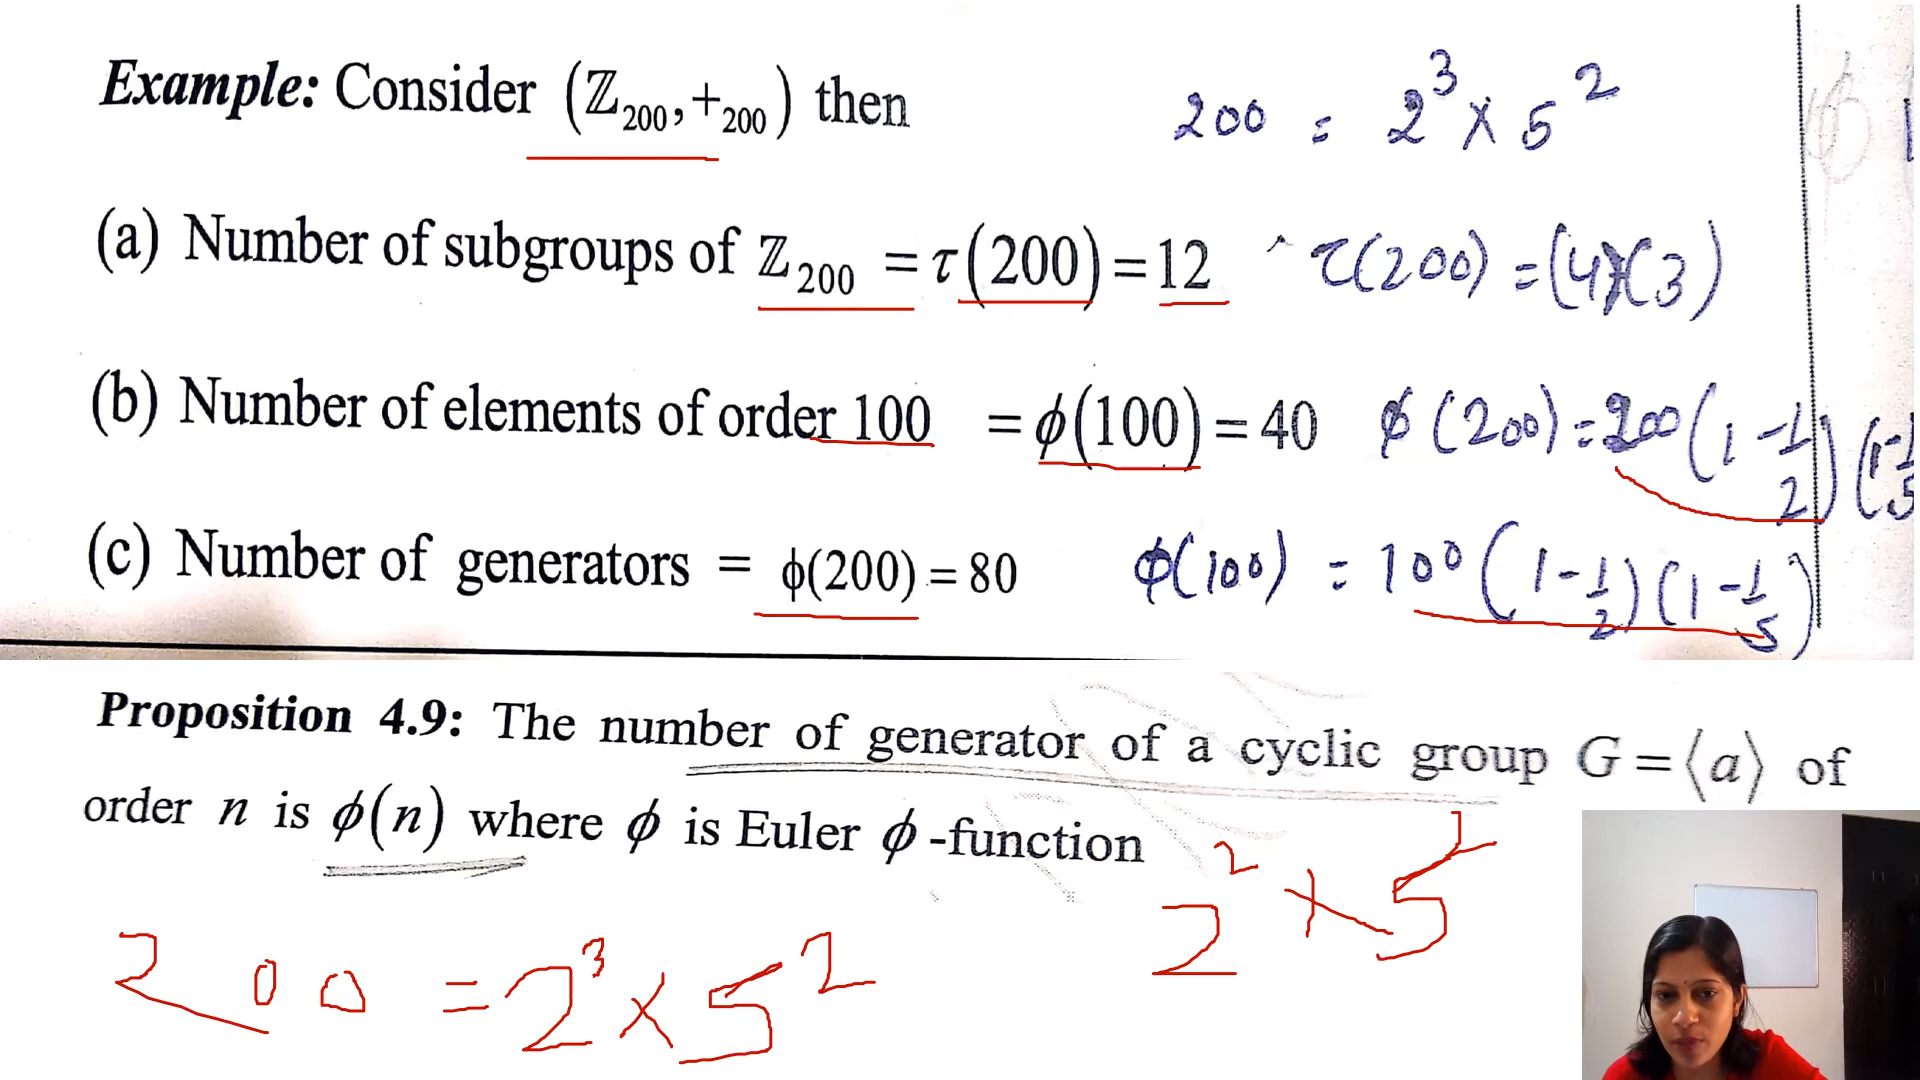 Example: Consider (ℤ₂₀₀, +₂₀₀) then 200 = 2³ × 5²
(a) Number of subgroups of ℤ₂₀₀ = τ(200) = 12 τ(200) = (4)(3)
(b) Number of elements of order 100 = ϕ(100) = 40 ϕ(200) = 200(1 - 1/2)(1 - 1/5
(c) Number of generators = ϕ(200) = 80 ϕ(100) = 100(1 - 1/2)(1 - 1/5)
Proposition 4.9: The number of generator of a cyclic group G = ⟨a⟩ of
order n is ϕ(n) where ϕ is Euler ϕ-function
2² × 5²
200 = 2³ × 5²